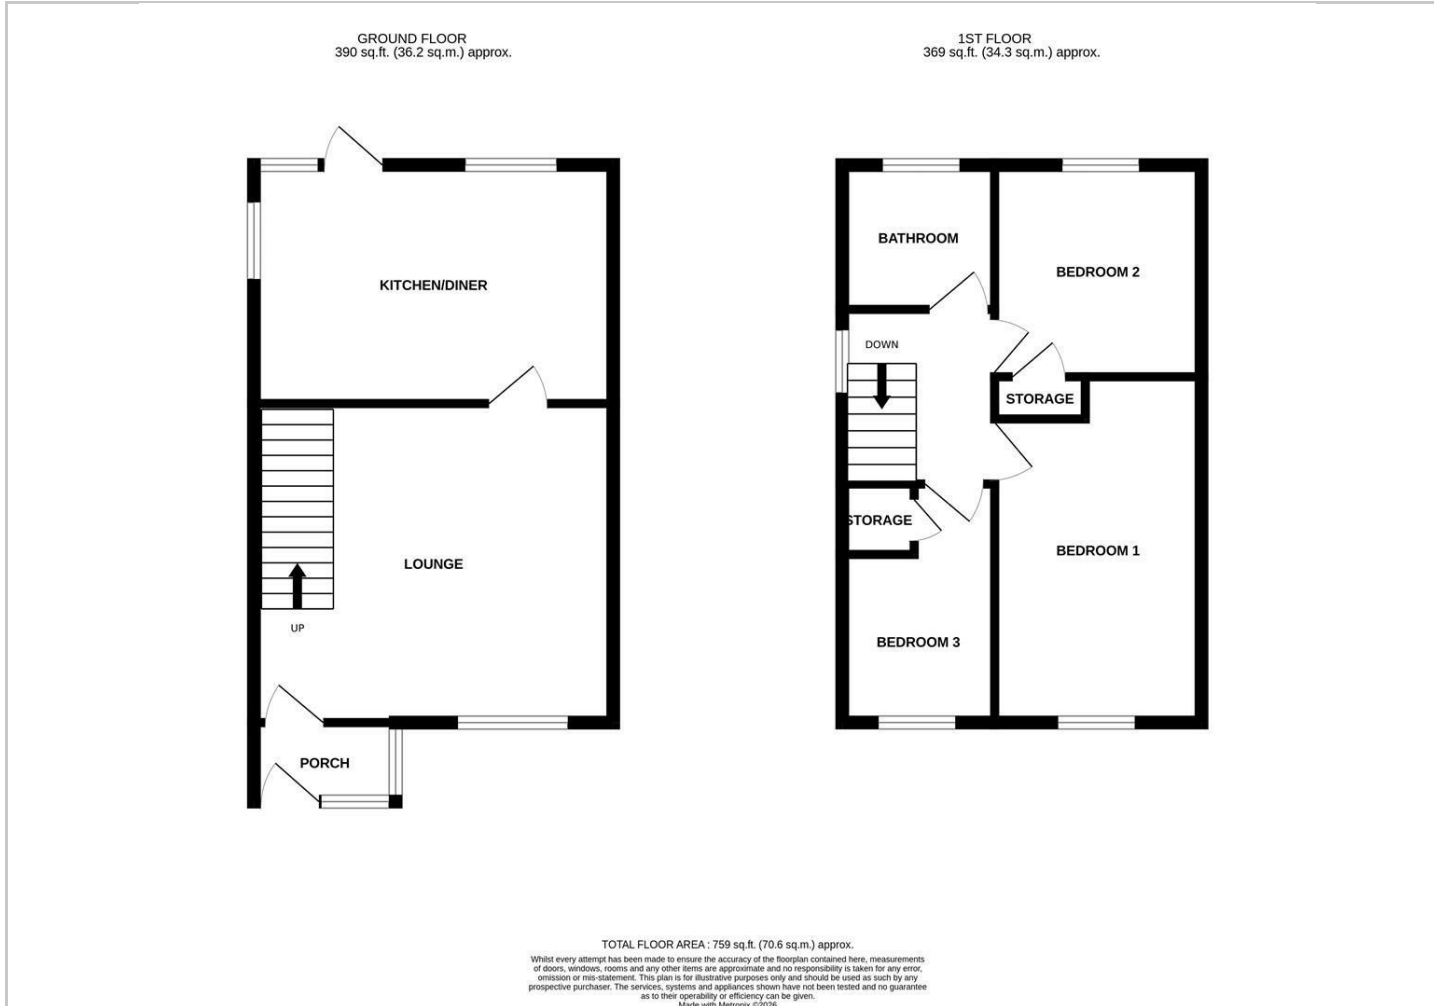 GROUND FLOOR
390 sq.ft. (36.2 sq.m.) approx.
1ST FLOOR
369 sq.ft. (34.3 sq.m.) approx.
KITCHEN/DINER
LOUNGE
UP
PORCH
BATHROOM
BEDROOM 2
DOWN
STORAGE
STORAGE
BEDROOM 1
BEDROOM 3
TOTAL FLOOR AREA : 759 sq.ft. (70.6 sq.m.) approx.
Whilst every attempt has been made to ensure the accuracy of the floorplan contained here, measurements
of doors, windows, rooms and any other items are approximate and no responsibility is taken for any error,
omission or mis-statement. This plan is for illustrative purposes only and should be used as such by any
prospective purchaser. The services, systems and appliances shown have not been tested and no guarantee
as to their operability or efficiency can be given.
Made with Metropix ©2026